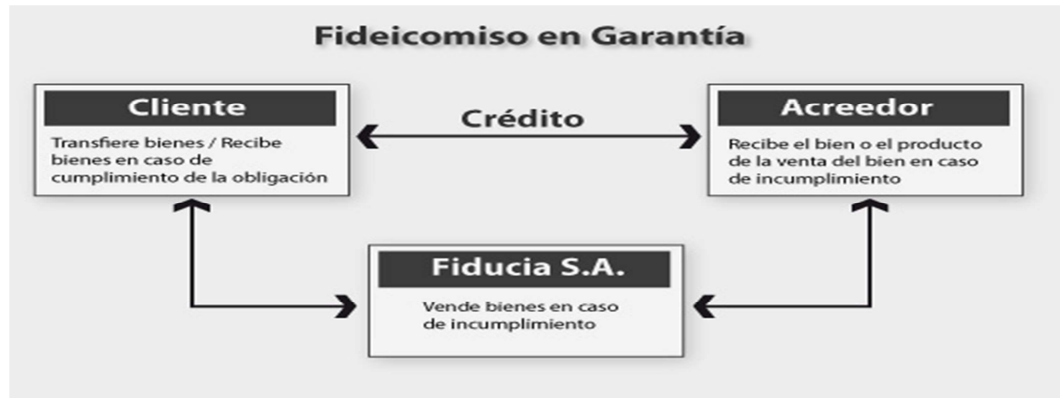 Fideicomiso en Garantía
Cliente
Transfiere bienes / Recibe
bienes en caso de
cumplimiento de la obligación
Crédito
Acreedor
Recibe el bien o el producto
de la venta del bien en caso
de incumplimiento
Fiducia S.A.
Vende bienes en caso
de incumplimiento